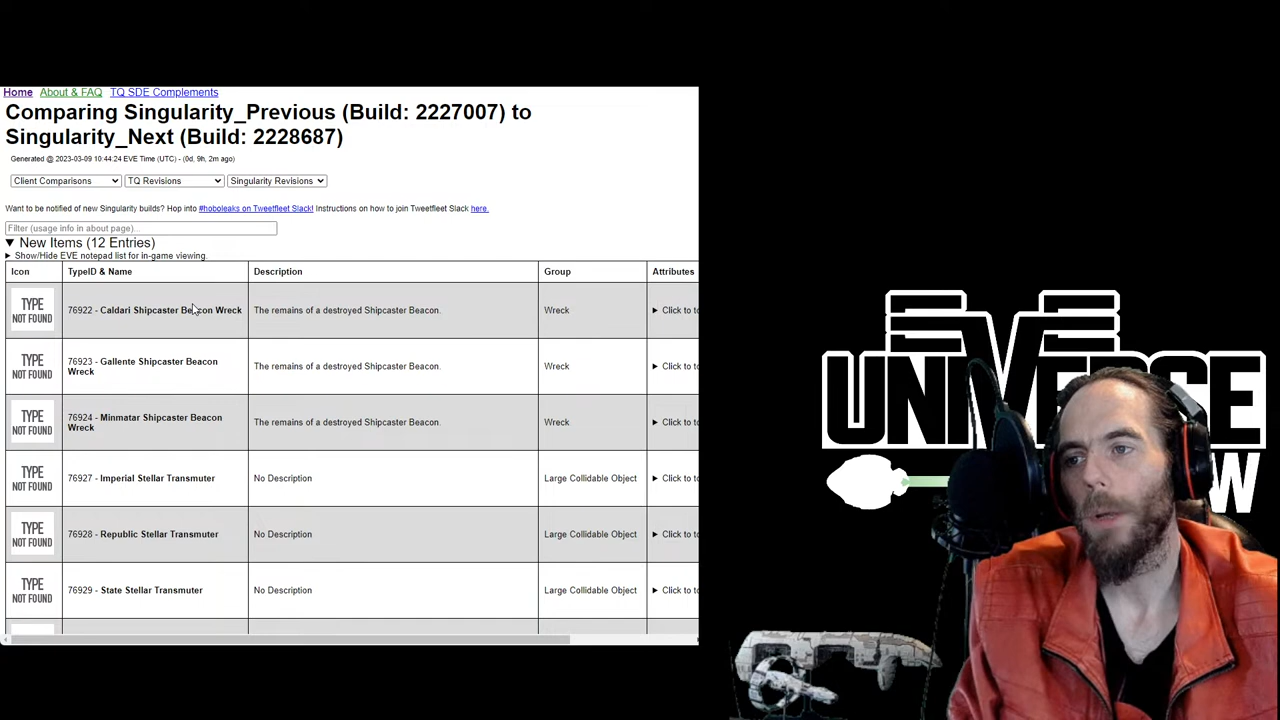 Home About & FAQ TQ SDE Complements
Comparing Singularity_Previous (Build: 2227007) to
Singularity_Next (Build: 2228687)
Generated @ 2023-03-09 10:44:24 EVE Time (UTC) - (0d, 9h, 2m ago)
Client Comparisons TQ Revisions Singularity Revisions
Want to be notified of new Singularity builds? Hop into #hoboleaks on Tweetfleet Slack! Instructions on how to join Tweetfleet Slack here.
Filter (usage info in about page)...
▼ New Items (12 Entries)
► Show/Hide EVE notepad list for in-game viewing.
Icon TypeID & Name Description Group Attributes
TYPE NOT FOUND 76922 - Caldari Shipcaster Beacon Wreck The remains of a destroyed Shipcaster Beacon. Wreck ► Click to
TYPE NOT FOUND 76923 - Gallente Shipcaster Beacon Wreck The remains of a destroyed Shipcaster Beacon. Wreck ► Click to
TYPE NOT FOUND 76924 - Minmatar Shipcaster Beacon Wreck The remains of a destroyed Shipcaster Beacon. Wreck ► Click to
TYPE NOT FOUND 76927 - Imperial Stellar Transmuter No Description Large Collidable Object ► Click to
TYPE NOT FOUND 76928 - Republic Stellar Transmuter No Description Large Collidable Object ► Click to
TYPE NOT FOUND 76929 - State Stellar Transmuter No Description Large Collidable Object ► Click to
EVE
UNIVERSE